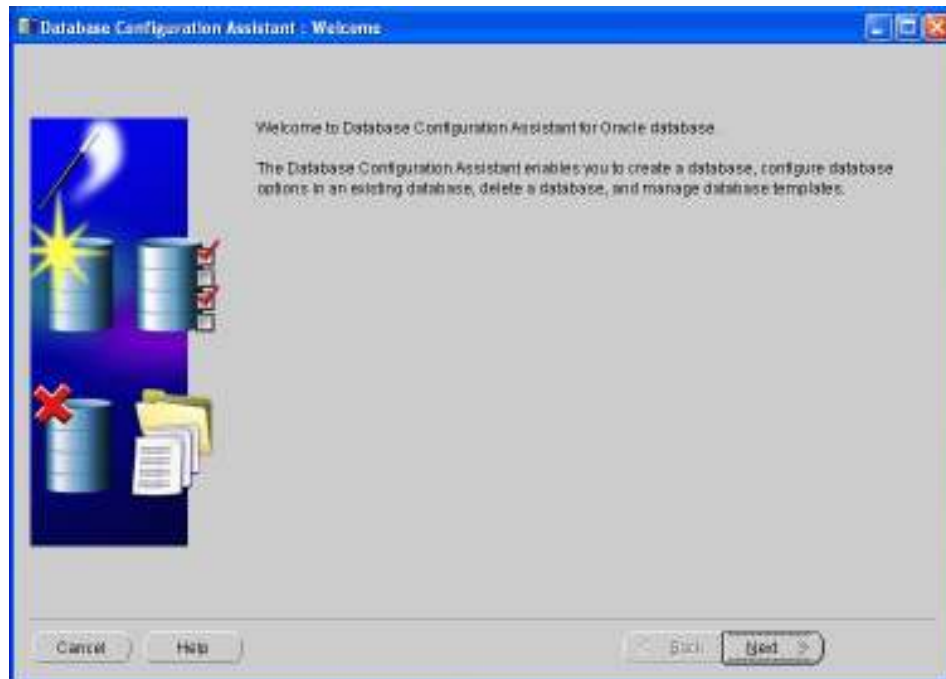 Database Configuration Assistant : Welcome
Welcome to Database Configuration Assistant for Oracle database.
The Database Configuration Assistant enables you to create a database, configure database
options in an existing database, delete a database, and manage database templates.
Cancel
Help
Back
Next